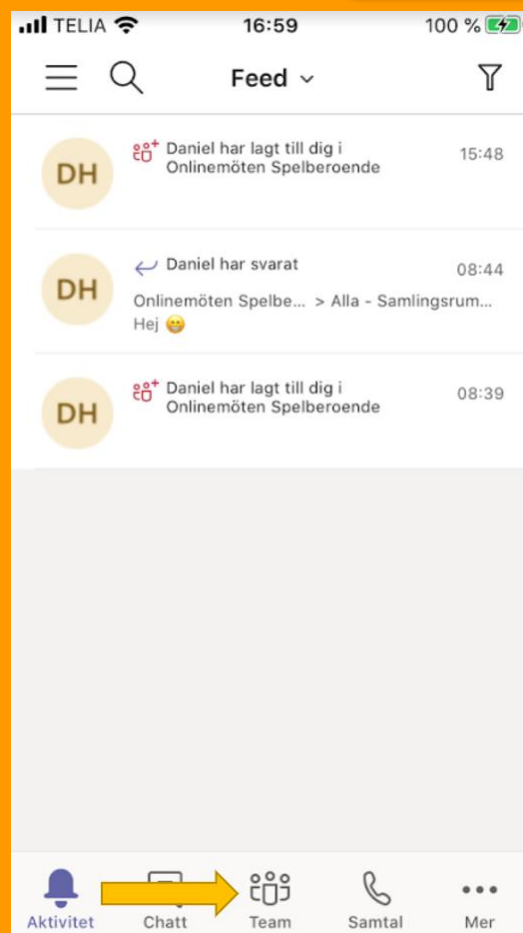 TELIA 16:59 100 %
Feed
Daniel har lagt till dig i 15:48
Onlinemöten Spelberoende
DH
Daniel har svarat 08:44
DH
Onlinemöten Spelbe... > Alla - Samlingsrum...
Hej 😁
Daniel har lagt till dig i 08:39
Onlinemöten Spelberoende
DH
Aktivitet Chatt Team Samtal Mer